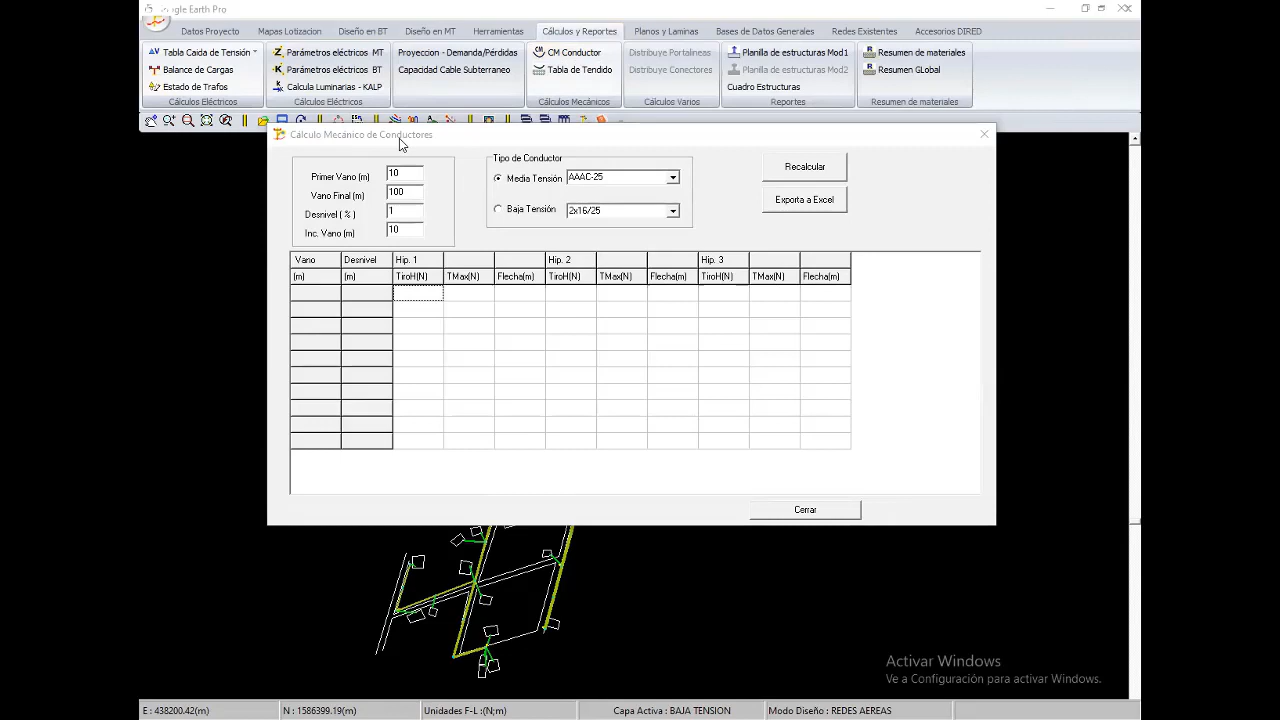 gle Earth Pro
Datos Proyecto Mapas Lotizacion Diseño en BT Diseño en MT Herramientas Cálculos y Reportes Planos y Laminas Bases de Datos Generales Redes Existentes Accesorios DIRED
Tabla Caida de Tensión Parámetros eléctricos MT Proyeccion - Demanda/Pérdidas CM Conductor Distribuye Portalineas Planilla de estructuras Mod1 Resumen de materiales
Balance de Cargas Parámetros eléctricos BT Capacidad Cable Subterraneo Tabla de Tendido Distribuye Conectores Planilla de estructuras Mod2 Resumen GLobal
Estado de Trafos Calcula Luminarias - KALP Cuadro Estructuras
Cálculos Eléctricos Cálculos Eléctricos Cálculos Mecánicos Cálculos Varios Reportes Resumen de materiales
Cálculo Mecánico de Conductores
Tipo de Conductor
Primer Vano (m) 10 Media Tensión AAAC-25 Recalcular
Vano Final (m) 100
Desnivel ( % ) 1 Baja Tensión 2x16/25 Exporta a Excel
Inc. Vano (m) 10
Vano Desnivel Hip. 1 Hip. 2 Hip. 3
(m) (m) TiroH(N) TMax(N) Flecha(m) TiroH(N) TMax(N) Flecha(m) TiroH(N) TMax(N) Flecha(m)
Cerrar
Activar Windows
Ve a Configuración para activar Windows.
E : 438200.42(m) N : 1586399.19(m) Unidades F-L :(N;m) Capa Activa : BAJA TENSION Modo Diseño : REDES AEREAS